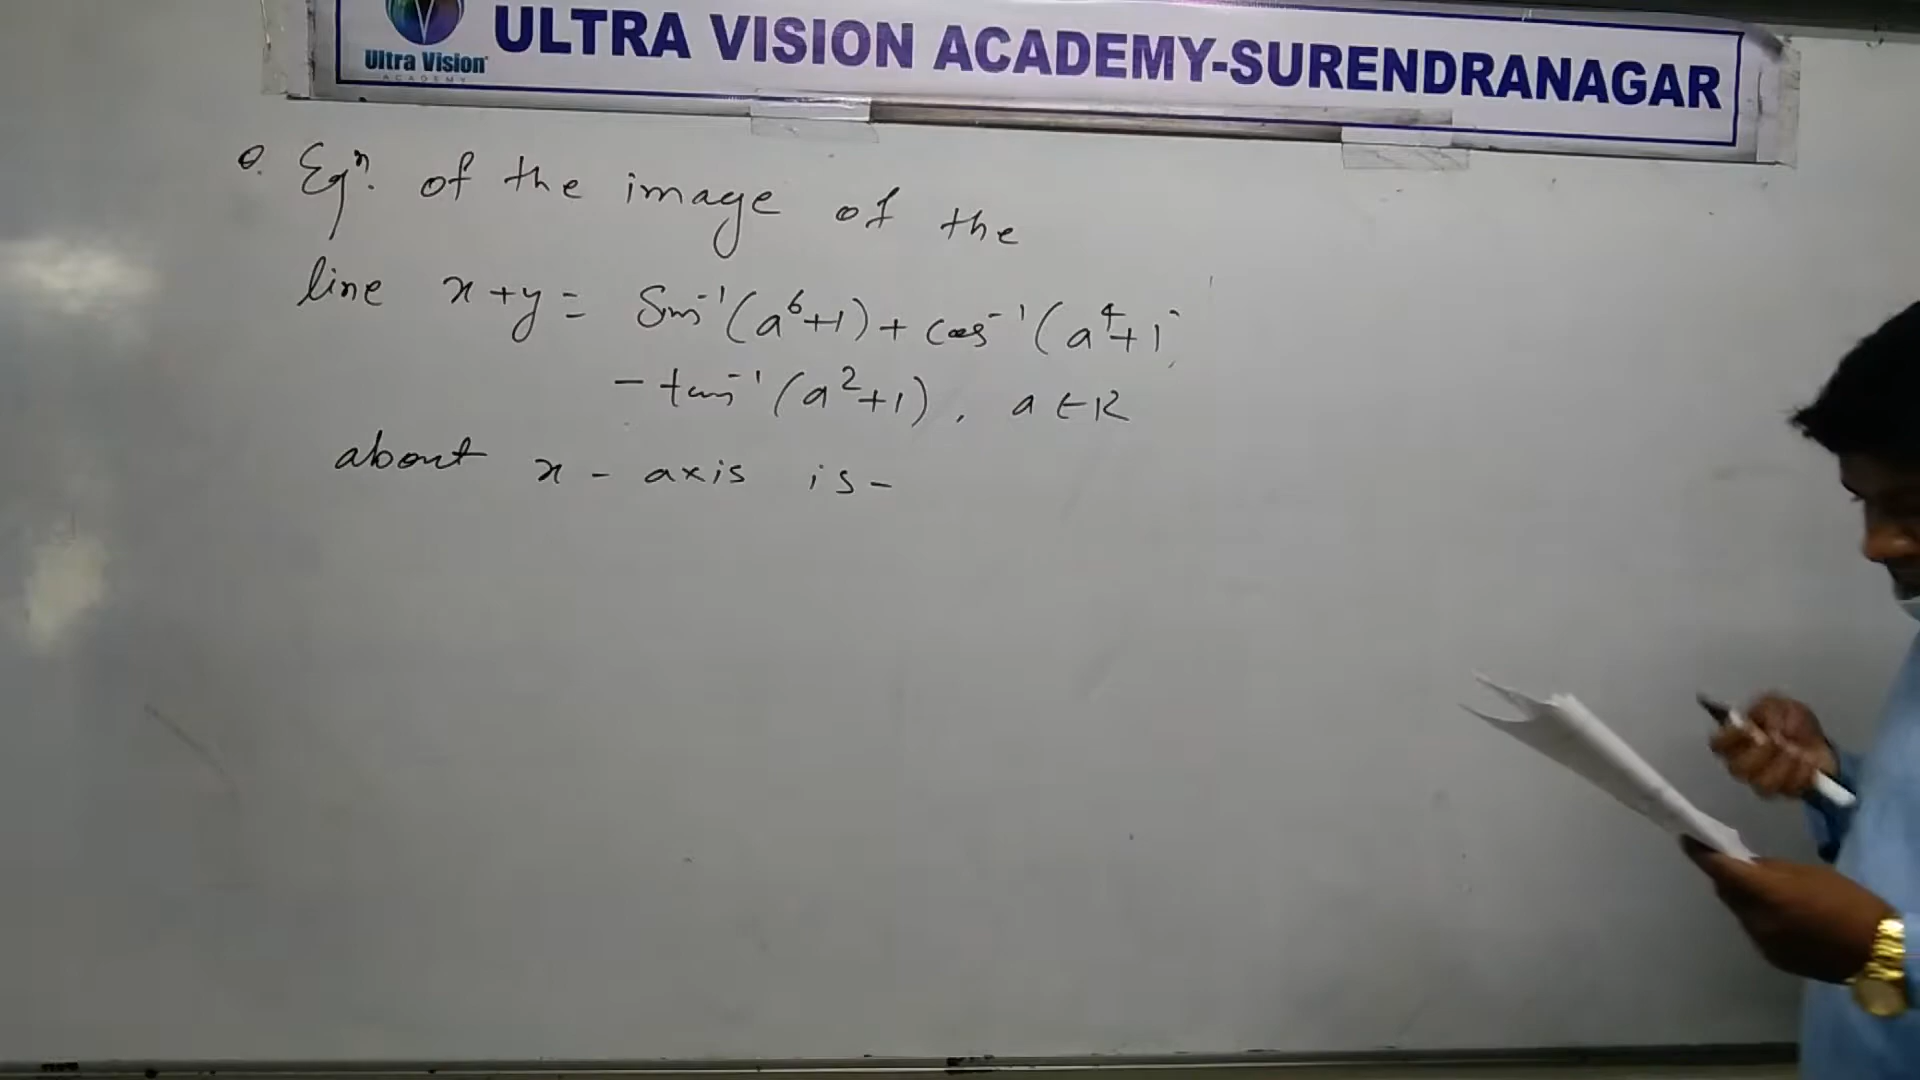 ULTRA VISION ACADEMY-SURENDRANAGAR
Ultra Vision
ACADEMY
Q. Eqⁿ. of the image of the
line x+y = Sin⁻¹(a⁶+1) + cos⁻¹(a⁴+1)
- tan⁻¹(a²+1), a ∈ R
about x - axis is -